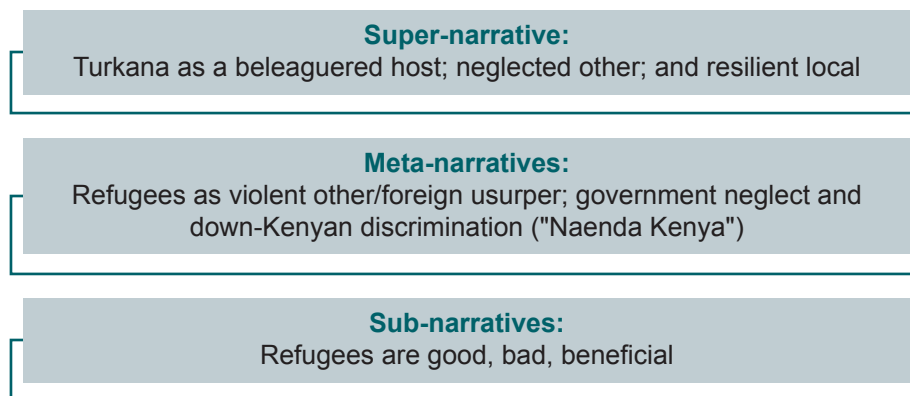 Super-narrative:
Turkana as a beleaguered host; neglected other; and resilient local
Meta-narratives:
Refugees as violent other/foreign usurper; government neglect and
down-Kenyan discrimination ("Naenda Kenya")
Sub-narratives:
Refugees are good, bad, beneficial